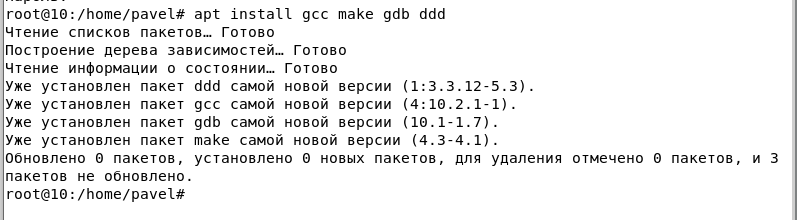 root@10:/home/pavel# apt install gcc make gdb ddd
Чтение списков пакетов… Готово
Построение дерева зависимостей… Готово
Чтение информации о состоянии… Готово
Уже установлен пакет ddd самой новой версии (1:3.3.12-5.3).
Уже установлен пакет gcc самой новой версии (4:10.2.1-1).
Уже установлен пакет gdb самой новой версии (10.1-1.7).
Уже установлен пакет make самой новой версии (4.3-4.1).
Обновлено 0 пакетов, установлено 0 новых пакетов, для удаления отмечено 0 пакетов, и 3
пакетов не обновлено.
root@10:/home/pavel#